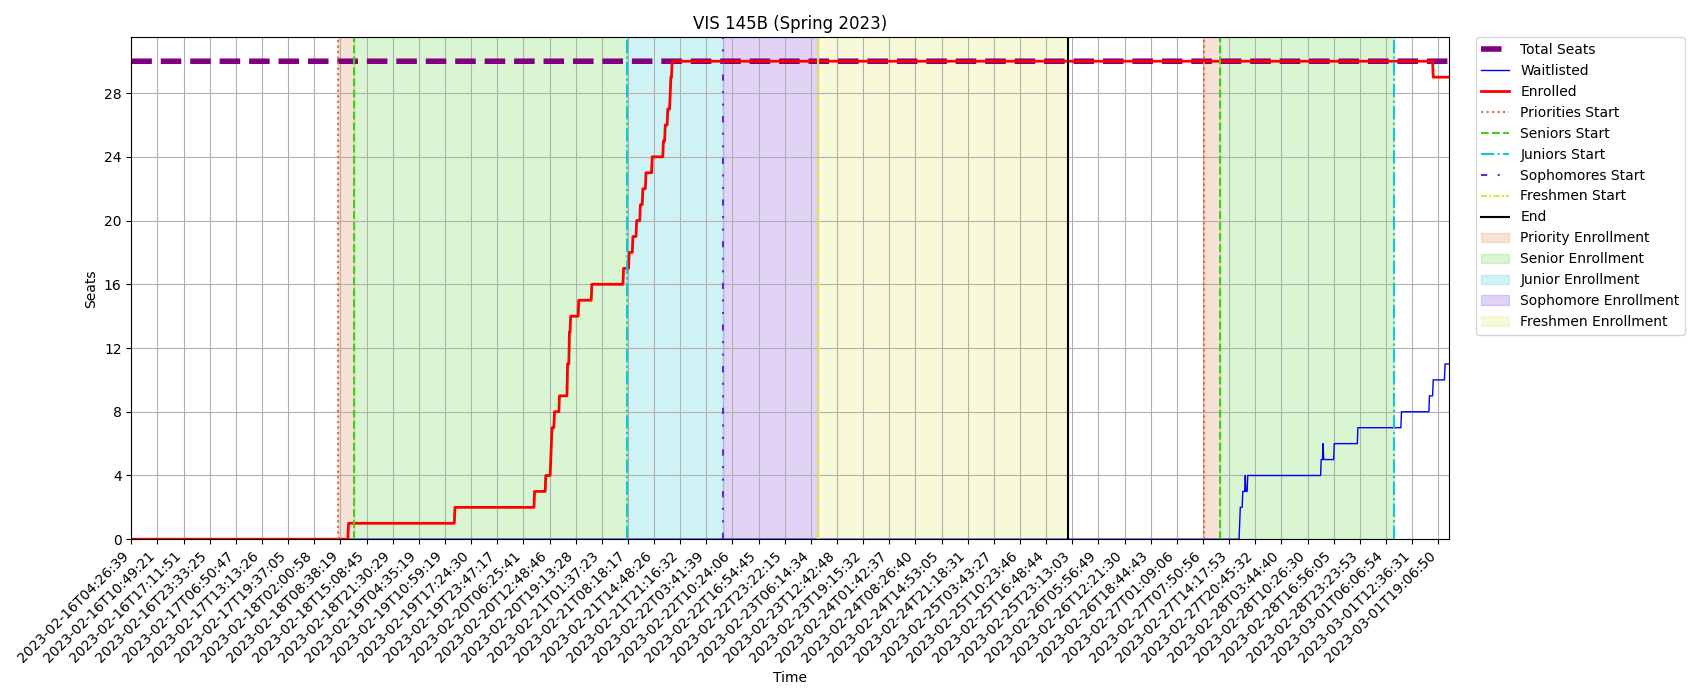 VIS 145B (Spring 2023)
Seats
28
24
20
16
12
8
4
0
2023-02-16T04:26:39
2023-02-16T10:49:21
2023-02-16T17:11:51
2023-02-16T23:33:25
2023-02-17T06:50:47
2023-02-17T13:13:26
2023-02-17T19:37:05
2023-02-18T02:00:58
2023-02-18T08:38:19
2023-02-18T15:08:45
2023-02-18T21:30:29
2023-02-19T04:35:19
2023-02-19T10:59:19
2023-02-19T17:24:30
2023-02-19T23:47:17
2023-02-20T06:25:41
2023-02-20T12:48:46
2023-02-20T19:13:28
2023-02-21T01:37:23
2023-02-21T08:18:17
2023-02-21T14:48:26
2023-02-21T21:16:32
2023-02-22T03:41:39
2023-02-22T10:24:06
2023-02-22T16:54:45
2023-02-22T23:22:15
2023-02-23T06:14:34
2023-02-23T12:42:48
2023-02-23T19:15:32
2023-02-24T01:42:37
2023-02-24T08:26:40
2023-02-24T14:53:05
2023-02-24T21:18:31
2023-02-25T03:43:27
2023-02-25T10:23:46
2023-02-25T16:48:44
2023-02-25T23:13:03
2023-02-26T05:56:49
2023-02-26T12:21:30
2023-02-26T18:44:43
2023-02-27T01:09:06
2023-02-27T07:50:56
2023-02-27T14:17:53
2023-02-27T20:45:32
2023-02-28T03:44:40
2023-02-28T10:26:30
2023-02-28T16:56:05
2023-02-28T23:23:53
2023-03-01T06:06:54
2023-03-01T12:36:31
2023-03-01T19:06:50
Time
Total Seats
Waitlisted
Enrolled
Priorities Start
Seniors Start
Juniors Start
Sophomores Start
Freshmen Start
End
Priority Enrollment
Senior Enrollment
Junior Enrollment
Sophomore Enrollment
Freshmen Enrollment